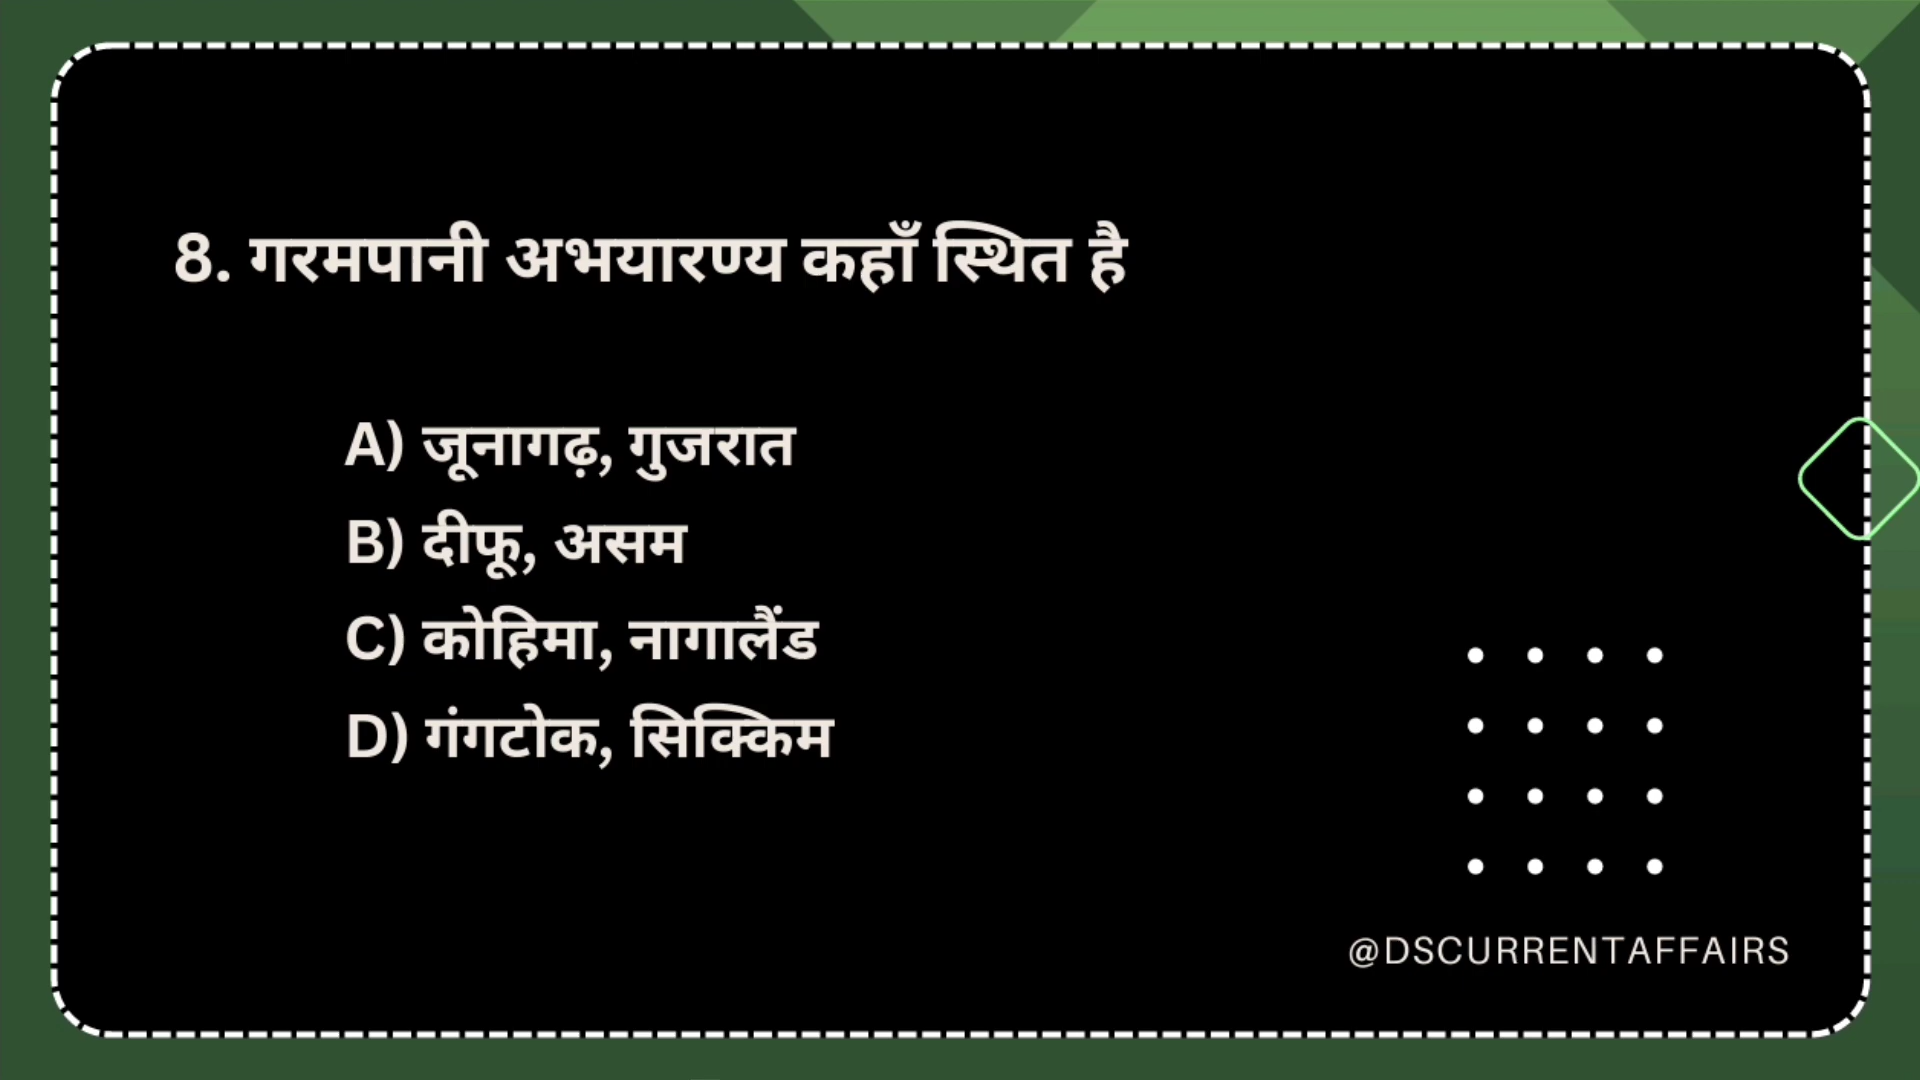 8. गरमपानी अभयारण्य कहाँ स्थित है
A) जूनागढ़, गुजरात
B) दीफू, असम
C) कोहिमा, नागालैंड
D) गंगटोक, सिक्किम
@DSCURRENTAFFAIRS